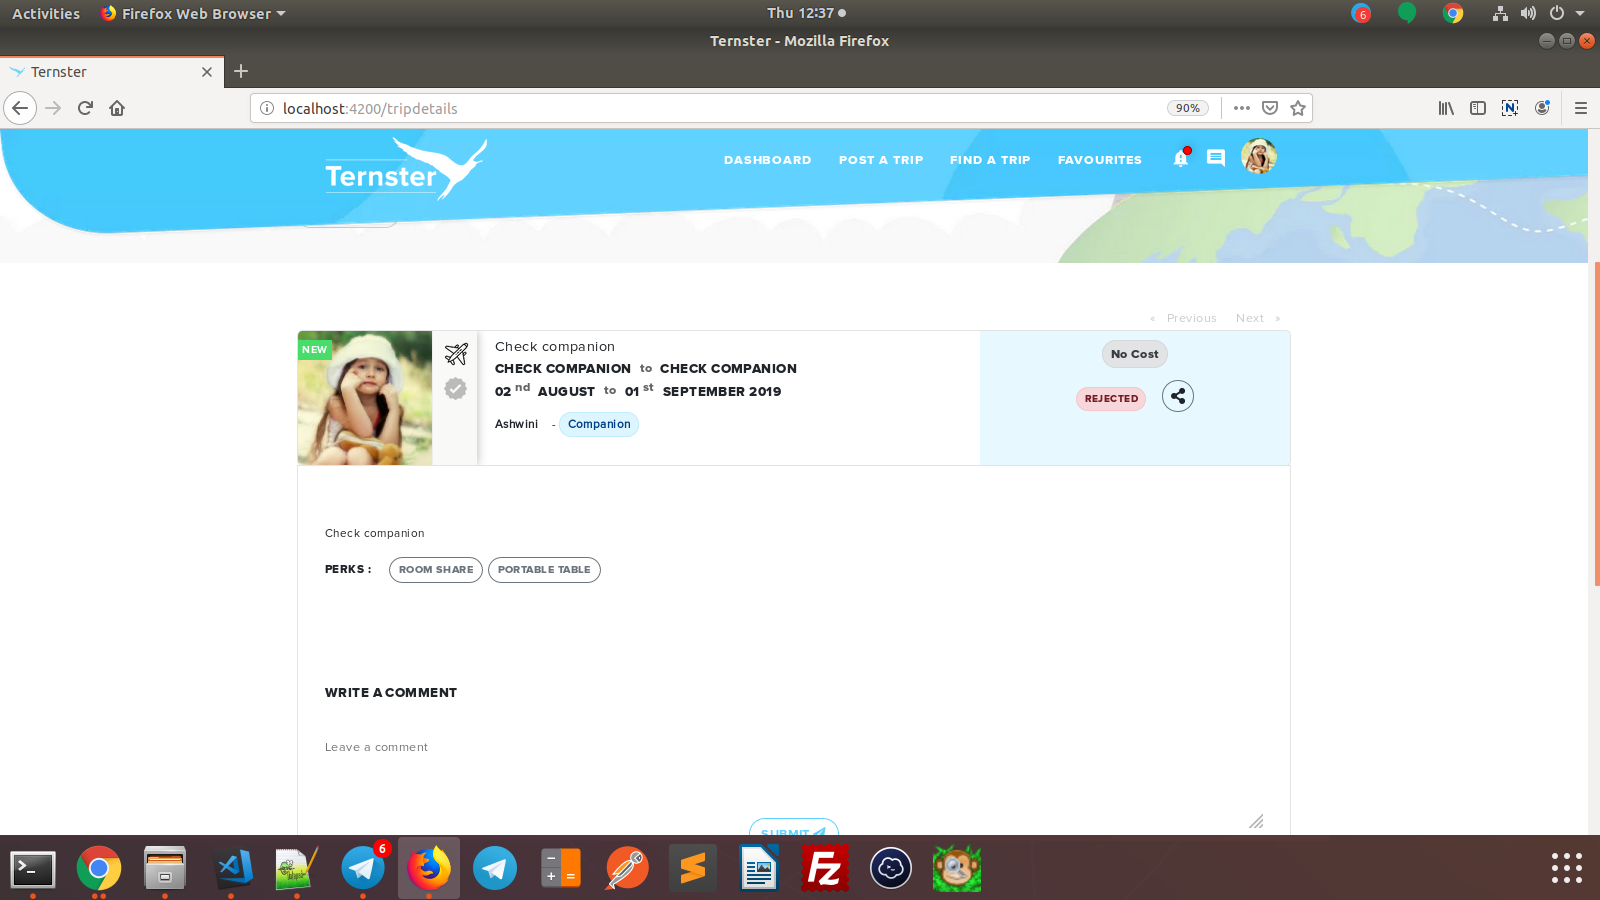 Activities Firefox Web Browser Thu 12:37 6
Ternster - Mozilla Firefox
Ternster
localhost:4200/tripdetails 90% N
Ternster DASHBOARD POST A TRIP FIND A TRIP FAVOURITES
« Previous Next »
NEW Check companion No Cost
CHECK COMPANION to CHECK COMPANION
02 nd AUGUST to 01 st SEPTEMBER 2019 REJECTED
Ashwini - Companion
Check companion
PERKS : ROOM SHARE PORTABLE TABLE
WRITE A COMMENT
Leave a comment
SUBMIT
6
Fz